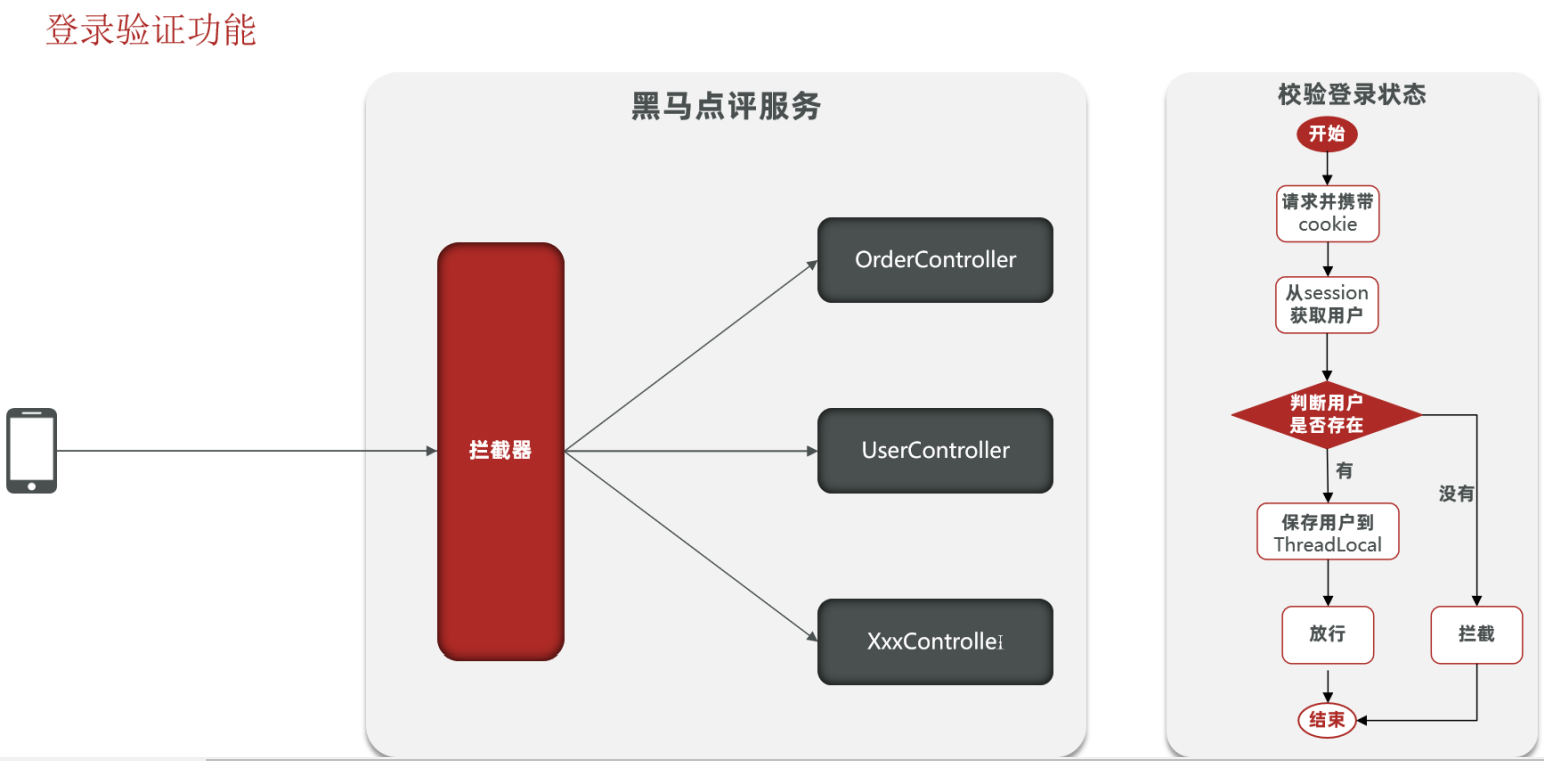 登录验证功能
黑马点评服务
拦截器
OrderController
UserController
XxxController
校验登录状态
开始
请求并携带
cookie
从session
获取用户
判断用户
是否存在
有
没有
保存用户到
ThreadLocal
放行
拦截
结束